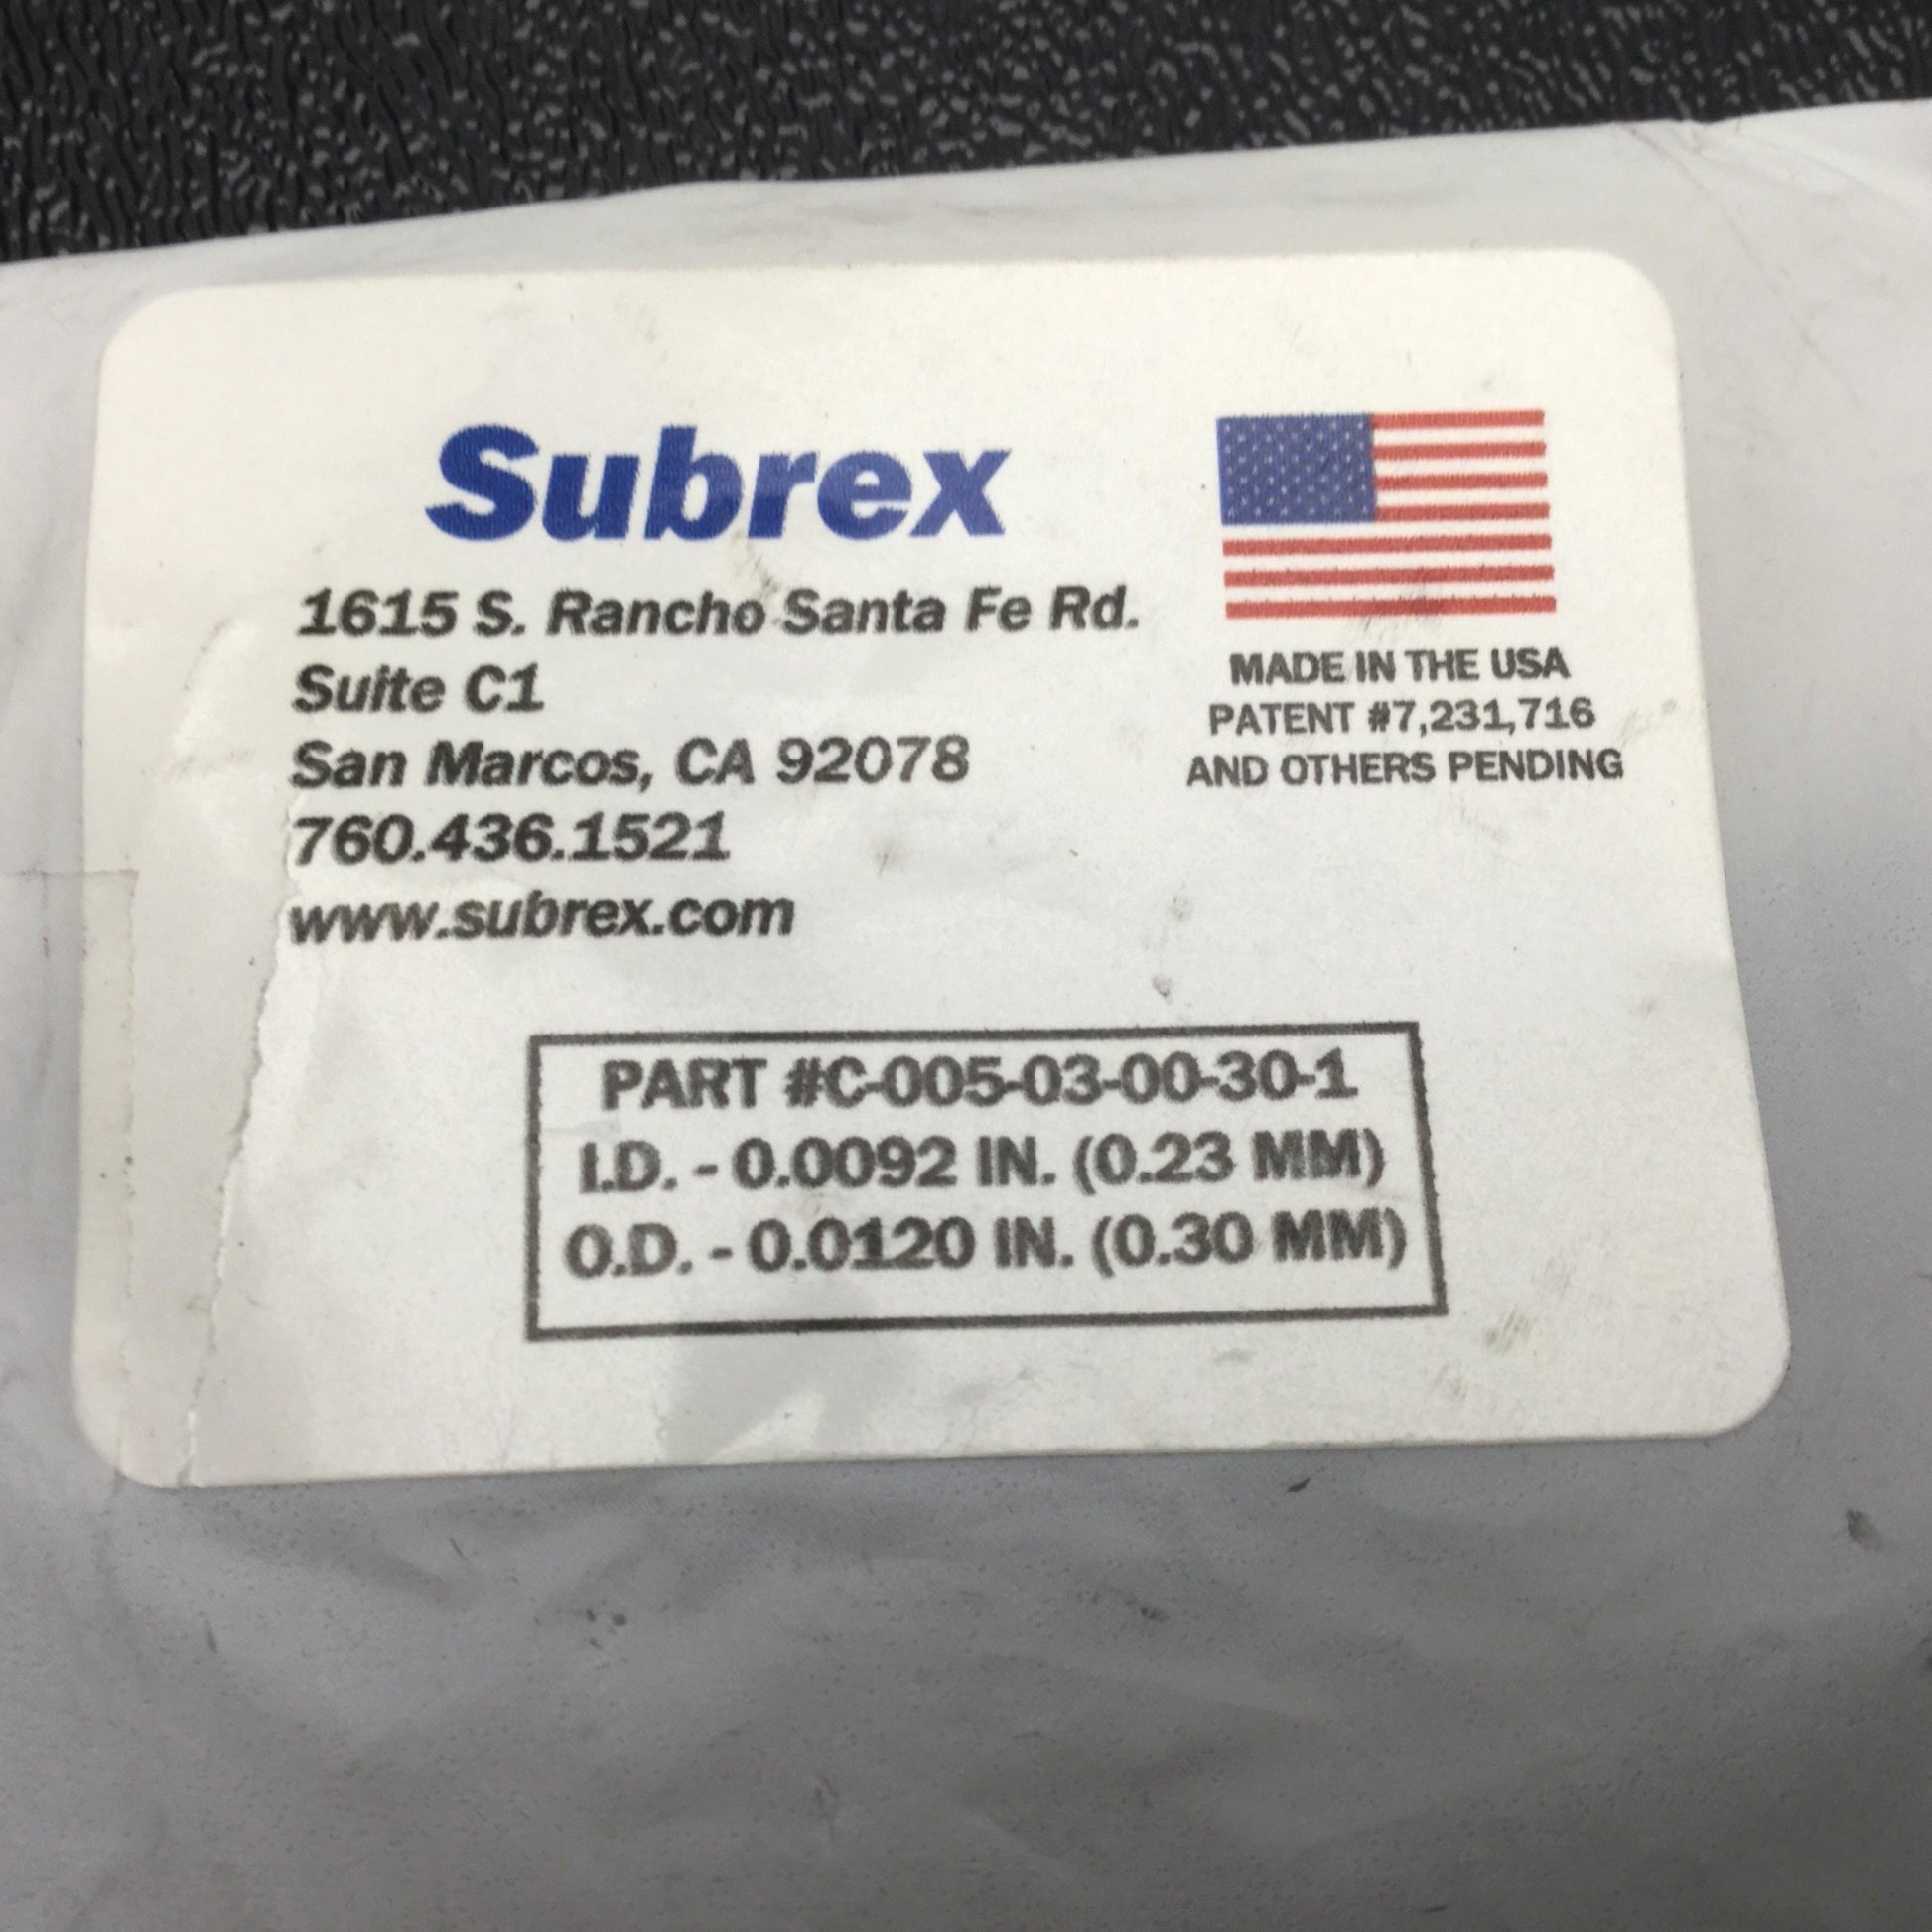 Subrex
1615 S. Rancho Santa Fe Rd.
Suite C1
San Marcos, CA 92078
760.436.1521
www.subrex.com
MADE IN THE USA
PATENT #7,231,716
AND OTHERS PENDING
PART #C-005-03-00-30-1
I.D. - 0.0092 IN. (0.23 MM)
O.D. - 0.0120 IN. (0.30 MM)